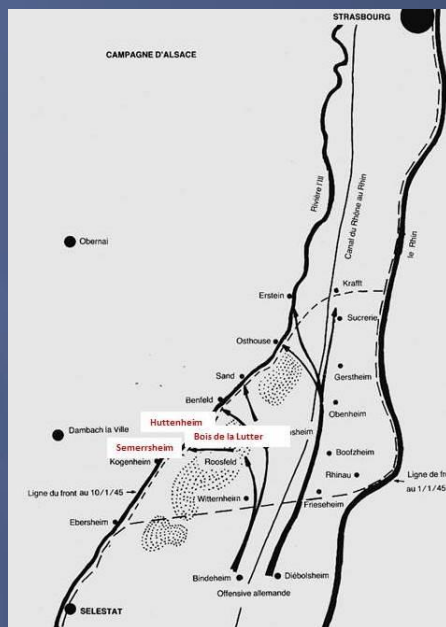 STRASBOURG
CAMPAGNE D'ALSACE
Rivière l'Ill
Canal du Rhône au Rhin
le Rhin
Obernai
Krafft
Erstein
Sucrerie
Osthouse
Sand
Gerstheim
Benfeld
Obenheim
Huttenheim
Bois de la Lutter
Dambach la Ville
Semerrsheim
Boofzheim
Kogenheim
Roosfeld
Rhinau
Ligne du front au 10/1/45
Witternheim
Frieseheim
au 1/1/45
Ebersheim
Bindeheim
Diébolsheim
Offensive allemande
SELESTAT